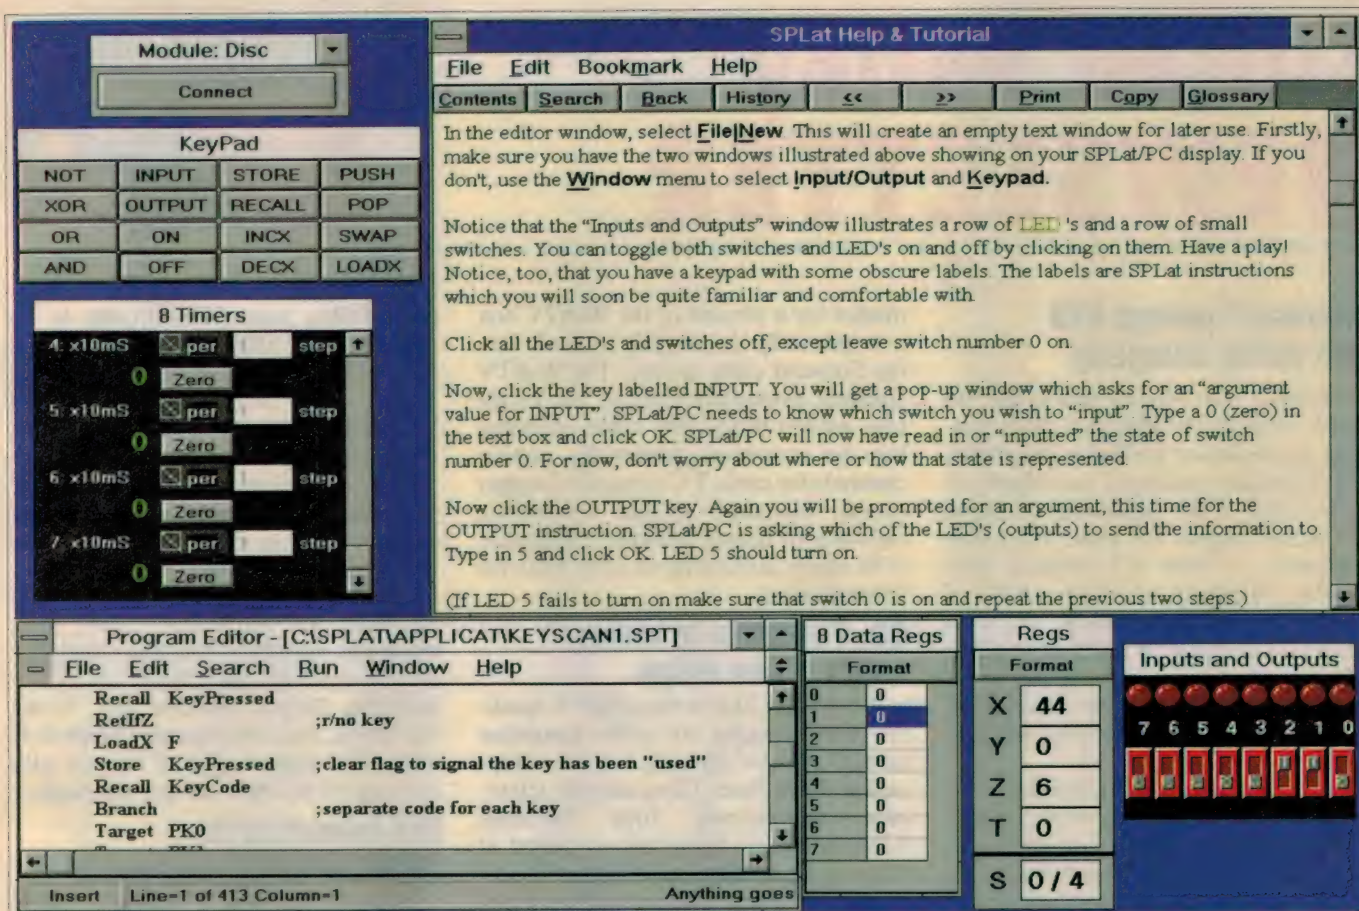 Module: Disc
Connect
KeyPad
NOT INPUT STORE PUSH
XOR OUTPUT RECALL POP
OR ON INCX SWAP
AND OFF DECX LOADX
8 Timers
4: x10mS per 1 step
0 Zero
5: x10mS per 1 step
0 Zero
6: x10mS per 1 step
0 Zero
7: x10mS per 1 step
0 Zero
SPLat Help & Tutorial
File Edit Bookmark Help
Contents Search Back History << >> Print Copy Glossary
In the editor window, select File|New. This will create an empty text window for later use. Firstly,
make sure you have the two windows illustrated above showing on your SPLat/PC display. If you
don't, use the Window menu to select Input/Output and Keypad.
Notice that the "Inputs and Outputs" window illustrates a row of LED 's and a row of small
switches. You can toggle both switches and LED's on and off by clicking on them. Have a play!
Notice, too, that you have a keypad with some obscure labels. The labels are SPLat instructions
which you will soon be quite familiar and comfortable with.
Click all the LED's and switches off, except leave switch number 0 on.
Now, click the key labelled INPUT. You will get a pop-up window which asks for an "argument
value for INPUT". SPLat/PC needs to know which switch you wish to "input". Type a 0 (zero) in
the text box and click OK. SPLat/PC will now have read in or "inputted" the state of switch
number 0. For now, don't worry about where or how that state is represented.
Now click the OUTPUT key. Again you will be prompted for an argument, this time for the
OUTPUT instruction. SPLat/PC is asking which of the LED's (outputs) to send the information to.
Type in 5 and click OK. LED 5 should turn on.
(If LED 5 fails to turn on make sure that switch 0 is on and repeat the previous two steps.)
Program Editor - [C:\SPLAT\APPLICAT\KEYSCAN1.SPT]
File Edit Search Run Window Help
Recall KeyPressed
RetIfZ ;r/no key
LoadX F
Store KeyPressed ;clear flag to signal the key has been "used"
Recall KeyCode
Branch ;separate code for each key
Target PK0
Insert Line=1 of 413 Column=1 Anything goes
8 Data Regs
Format
0 0
1 0
2 0
3 0
4 0
5 0
6 0
7 0
Regs
Format
X 44
Y 0
Z 6
T 0
S 0 / 4
Inputs and Outputs
7 6 5 4 3 2 1 0